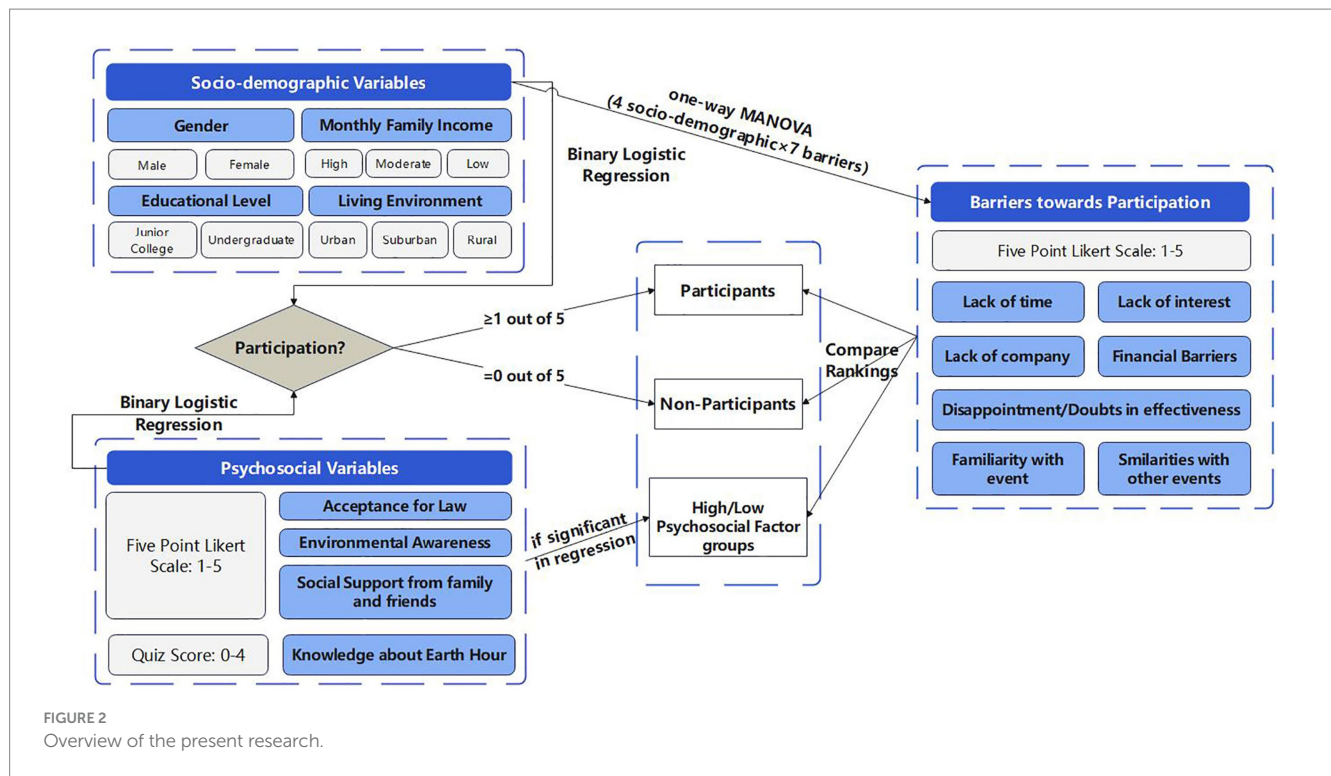 Socio-demographic Variables
Gender
Monthly Family Income
Male
Female
High
Moderate
Low
Educational Level
Living Environment
Junior
College
Undergraduate
Urban
Suburban
Rural
one-way MANOVA
(4 socio-demographic×7 barriers)
Binary Logistic
Regression
Barriers towards Participation
Five Point Likert Scale: 1-5
Lack of time
Lack of interest
Lack of company
Financial Barriers
Disappointment/Doubts in effectiveness
Familiarity with
event
Smilarities with
other events
Participation?
≥1 out of 5
=0 out of 5
Participants
Non-Participants
High/Low
Psychosocial Factor
groups
Compare
Rankings
Binary Logistic
Regression
Psychosocial Variables
Five Point Likert
Scale: 1-5
Acceptance for Law
Environmental Awareness
Social Support from family
and friends
Quiz Score: 0-4
Knowledge about Earth Hour
if significant
in regression
FIGURE 2
Overview of the present research.